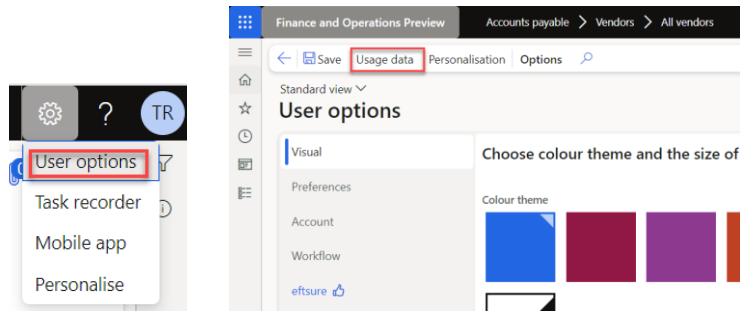 ? TR
User options
Task recorder
Mobile app
Personalise
Finance and Operations Preview Accounts payable > Vendors > All vendors
Save Usage data Personalisation Options
Standard view
User options
Visual
Preferences
Account
Workflow
eftsure
Choose colour theme and the size of
Colour theme